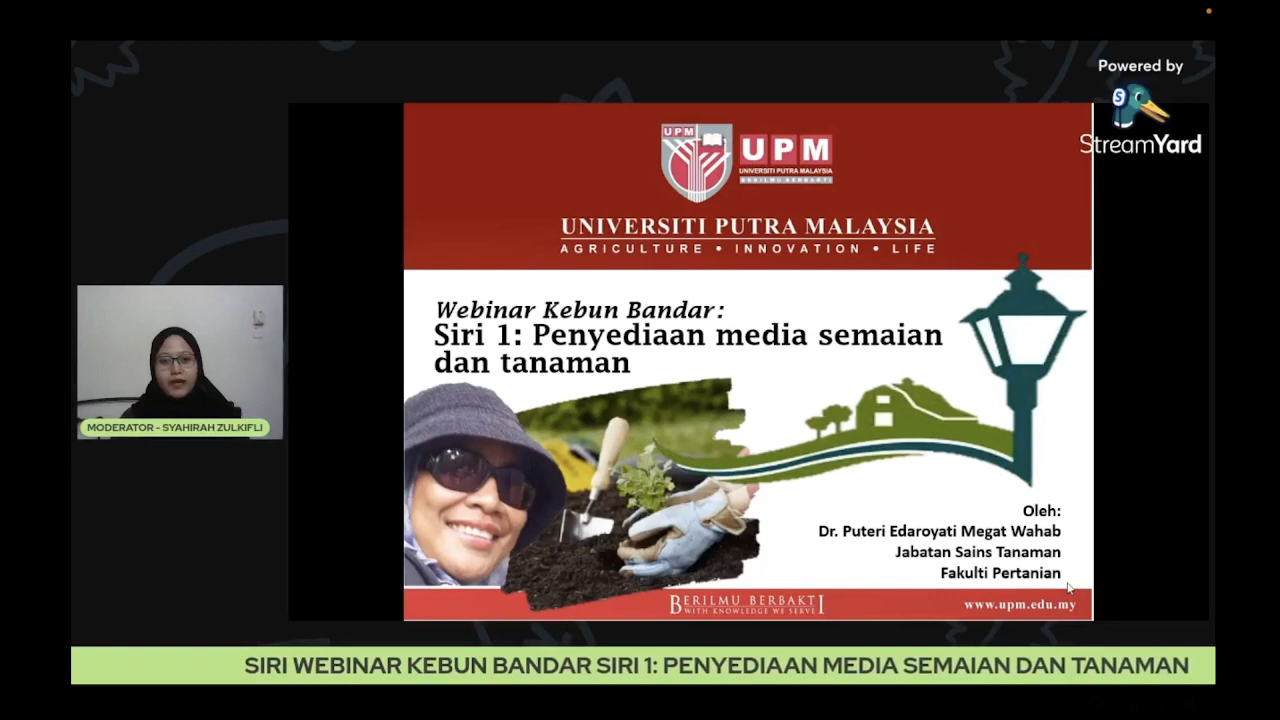 Powered by
S
StreamYard
UPM
UPM
UNIVERSITI PUTRA MALAYSIA
BERILMU BERBAKTI
UNIVERSITI PUTRA MALAYSIA
AGRICULTURE • INNOVATION • LIFE
Webinar Kebun Bandar:
Siri 1: Penyediaan media semaian
dan tanaman
MODERATOR - SYAHIRAH ZULKIFLI
Oleh:
Dr. Puteri Edaroyati Megat Wahab
Jabatan Sains Tanaman
Fakulti Pertanian
BERILMU BERBAKTI
WITH KNOWLEDGE WE SERVE
www.upm.edu.my
SIRI WEBINAR KEBUN BANDAR SIRI 1: PENYEDIAAN MEDIA SEMAIAN DAN TANAMAN